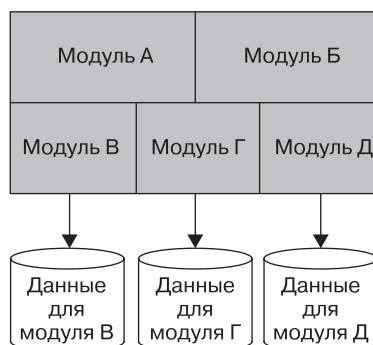 Модуль А
Модуль Б
Модуль В
Модуль Г
Модуль Д
Данные
для
модуля В
Данные
для
модуля Г
Данные
для
модуля Д